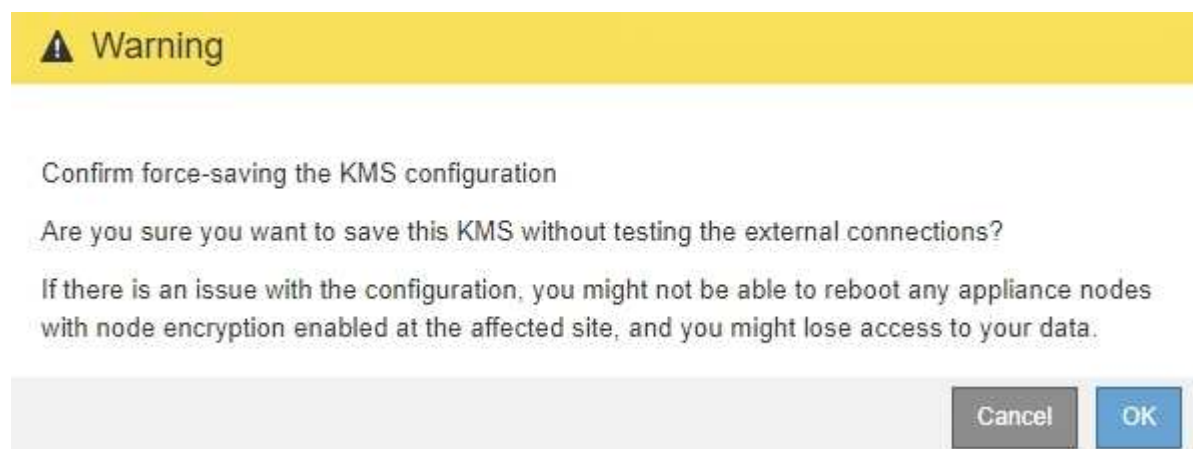 Warning
Confirm force-saving the KMS configuration
Are you sure you want to save this KMS without testing the external connections?
If there is an issue with the configuration, you might not be able to reboot any appliance nodes
with node encryption enabled at the affected site, and you might lose access to your data.
Cancel OK